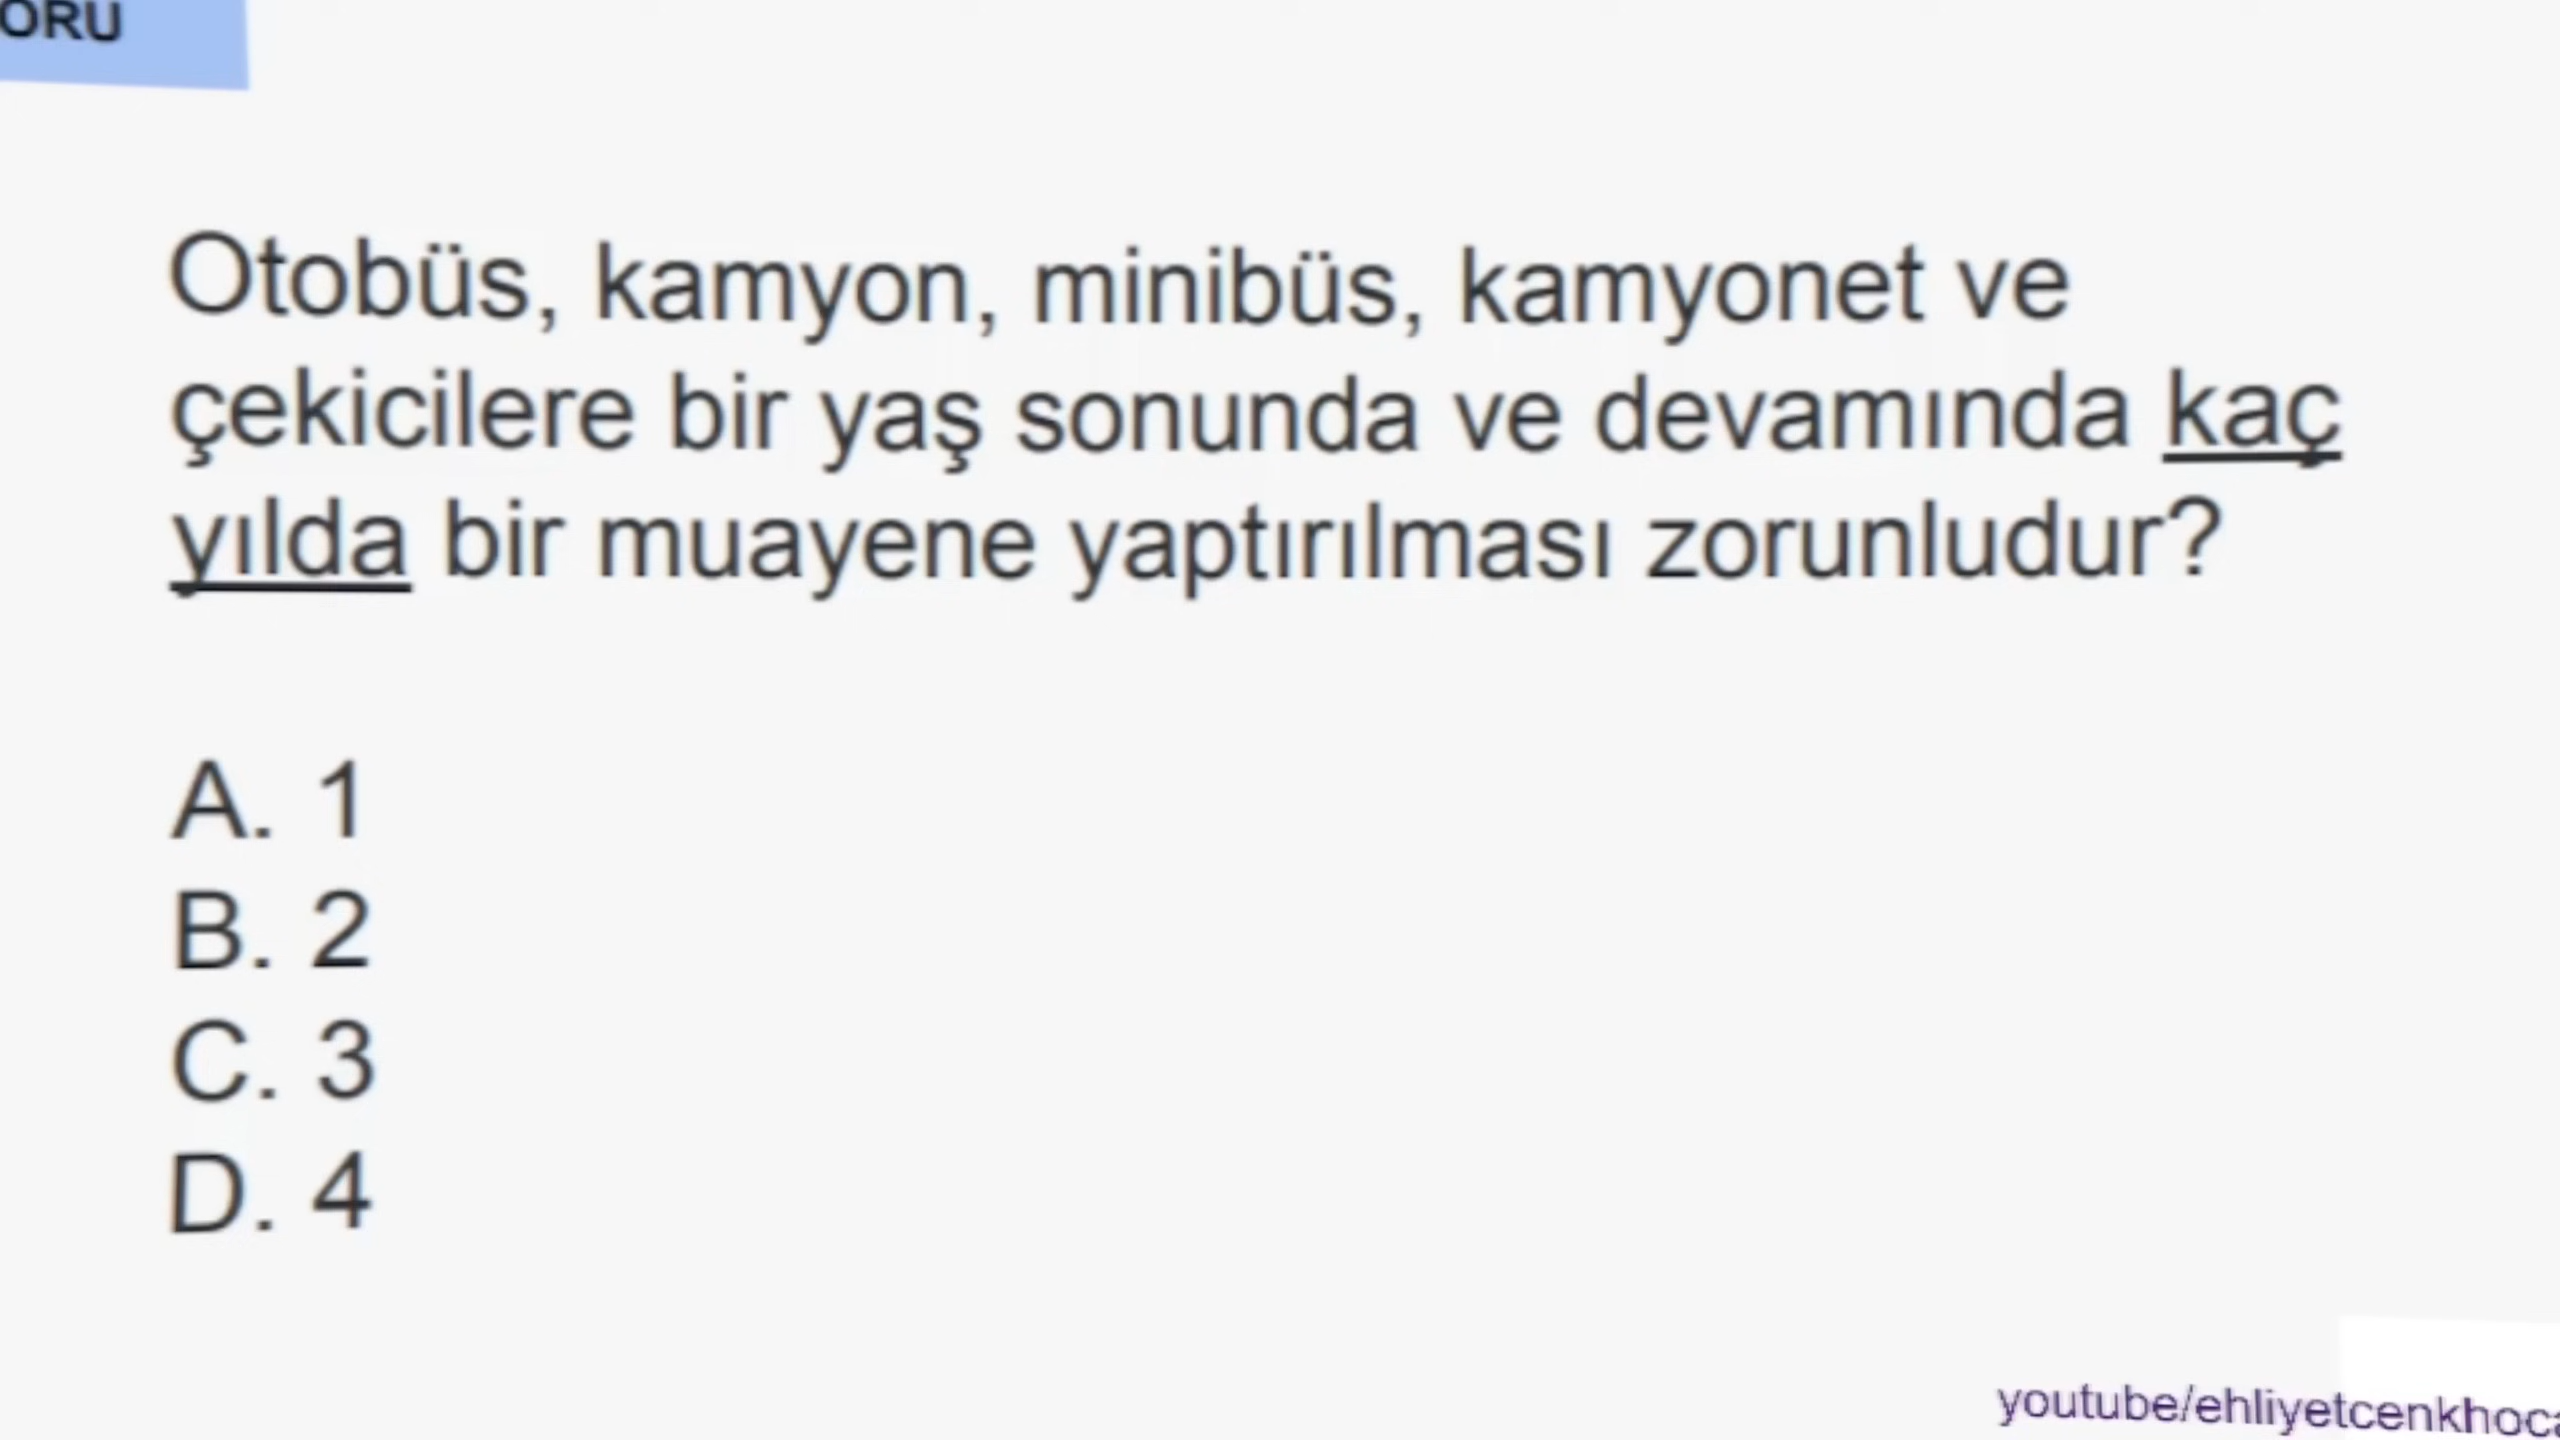 ORU
Otobüs, kamyon, minibüs, kamyonet ve
çekicilere bir yaş sonunda ve devamında kaç
yılda bir muayene yaptırılması zorunludur?
A. 1
B. 2
C. 3
D. 4
youtube/ehliyetcenkhoca